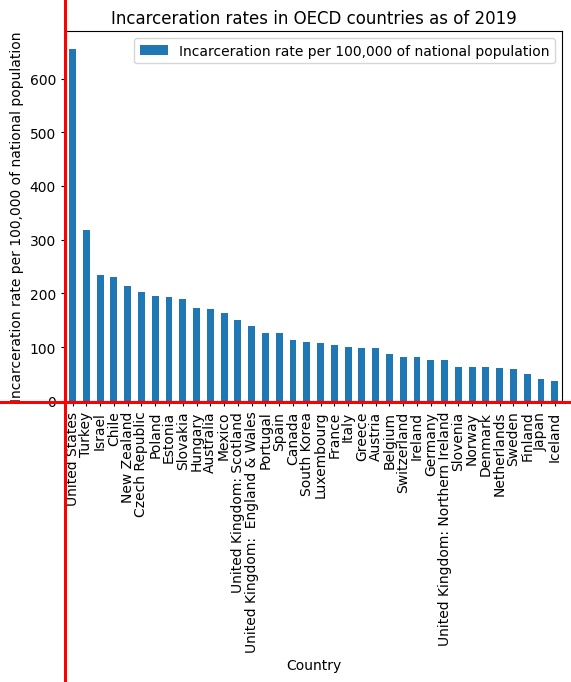 Incarceration rates in OECD countries as of 2019
Incarceration rate per 100,000 of national population
Incarceration rate per 100,000 of national population
600
500
400
300
200
100
0
United States
Turkey
Israel
Chile
New Zealand
Czech Republic
Poland
Estonia
Slovakia
Hungary
Australia
Mexico
United Kingdom: Scotland
United Kingdom:  England & Wales
Portugal
Spain
Canada
South Korea
Luxembourg
France
Italy
Greece
Austria
Belgium
Switzerland
Ireland
Germany
United Kingdom: Northern Ireland
Slovenia
Norway
Denmark
Netherlands
Sweden
Finland
Japan
Iceland
Country